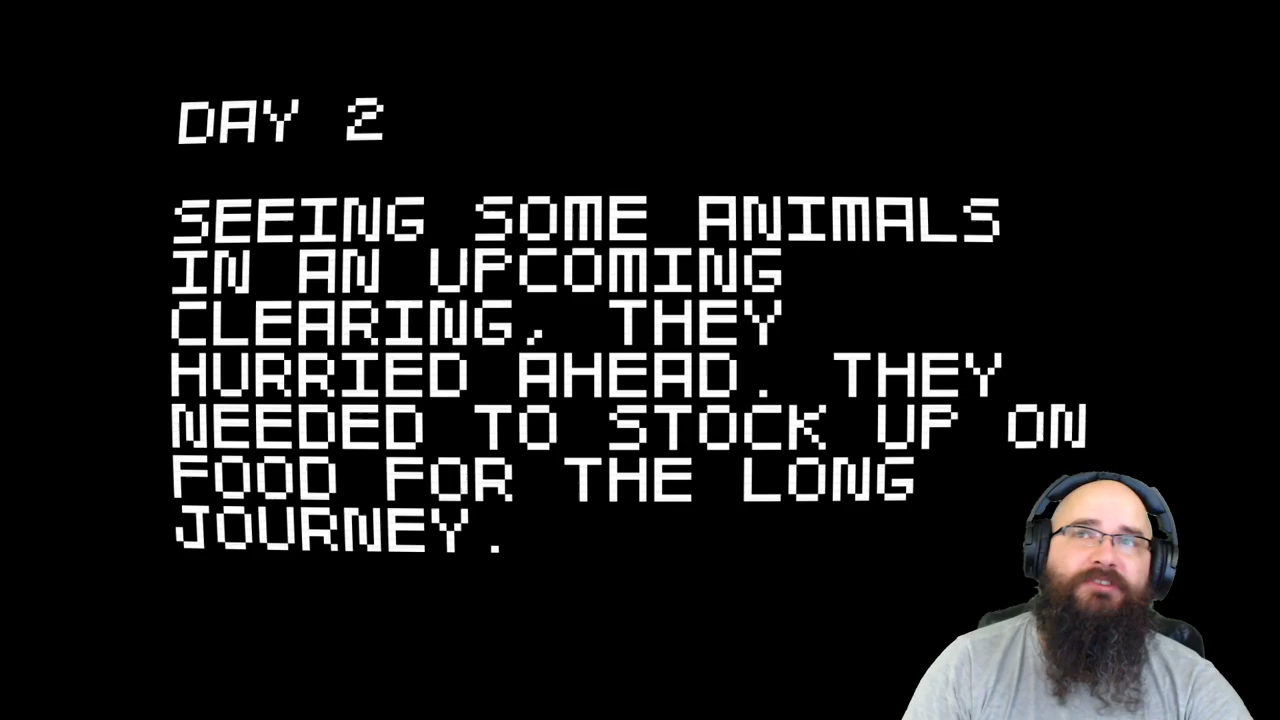 DAY 2
SEEING SOME ANIMALS
IN AN UPCOMING
CLEARING, THEY
HURRIED AHEAD. THEY
NEEDED TO STOCK UP ON
FOOD FOR THE LONG
JOURNEY.